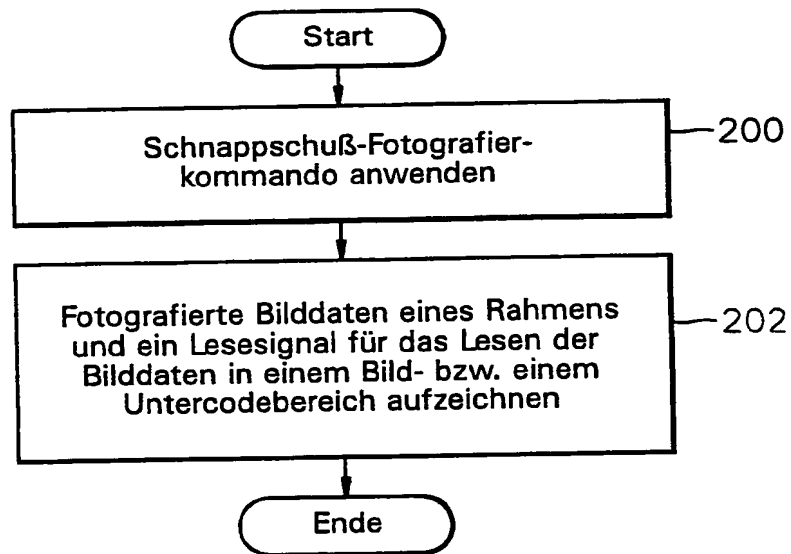 Start
Schnappschuß-Fotografier-
kommando anwenden
200
Fotografierte Bilddaten eines Rahmens
und ein Lesesignal für das Lesen der
Bilddaten in einem Bild- bzw. einem
Untercodebereich aufzeichnen
202
Ende